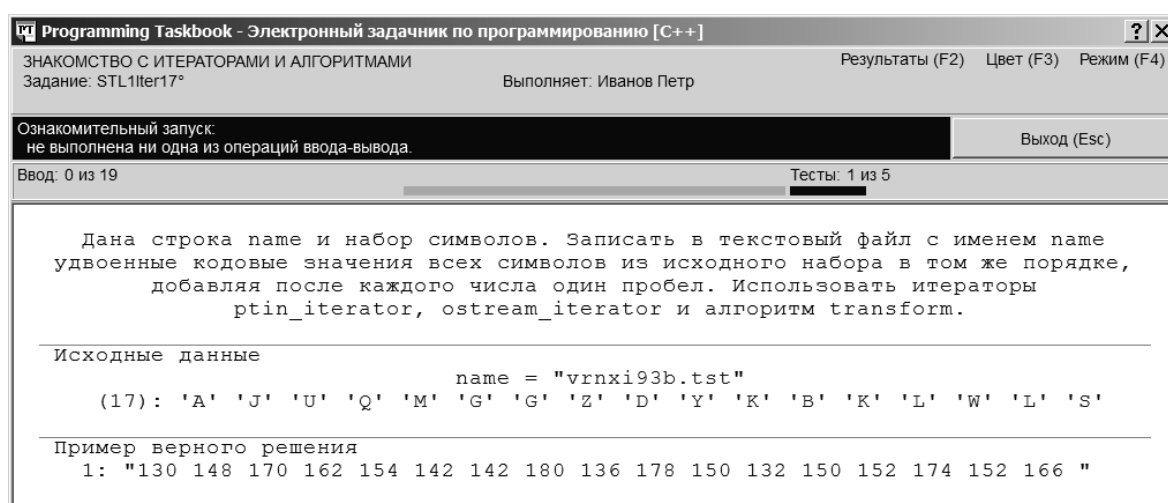 Programming Taskbook - Электронный задачник по программированию [C++]
ЗНАКОМСТВО С ИТЕРАТОРАМИ И АЛГОРИТМАМИ
Результаты (F2) Цвет (F3) Режим (F4)
Задание: STL1Iter17°
Выполняет: Иванов Петр
Ознакомительный запуск:
не выполнена ни одна из операций ввода-вывода.
Выход (Esc)
Ввод: 0 из 19
Тесты: 1 из 5
Дана строка name и набор символов. Записать в текстовый файл с именем name
удвоенные кодовые значения всех символов из исходного набора в том же порядке,
добавляя после каждого числа один пробел. Использовать итераторы
ptin_iterator, ostream_iterator и алгоритм transform.
Исходные данные
name = "vrnxi93b.tst"
(17): 'A' 'J' 'U' 'Q' 'M' 'G' 'G' 'Z' 'D' 'Y' 'K' 'B' 'K' 'L' 'W' 'L' 'S'
Пример верного решения
1: "130 148 170 162 154 142 142 180 136 178 150 132 150 152 174 152 166 "